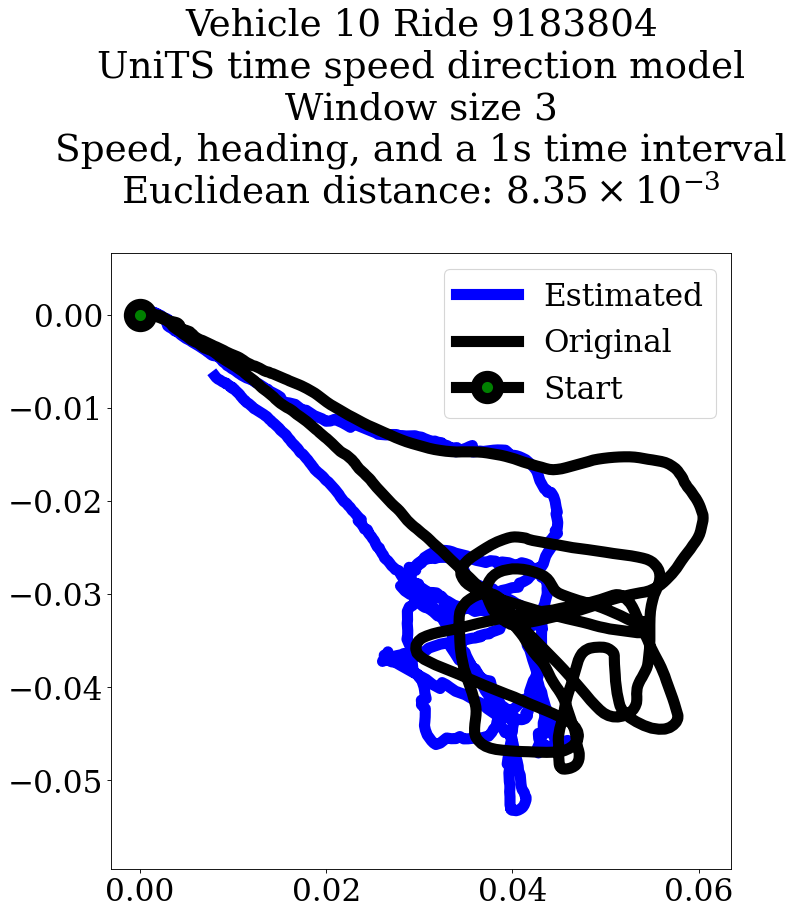 Vehicle 10 Ride 9183804
UniTS time speed direction model
Window size 3
Speed, heading, and a 1s time interval
Euclidean distance: 8.35 × 10⁻³
Estimated
Original
Start
0.00
−0.01
−0.02
−0.03
−0.04
−0.05
0.00 0.02 0.04 0.06